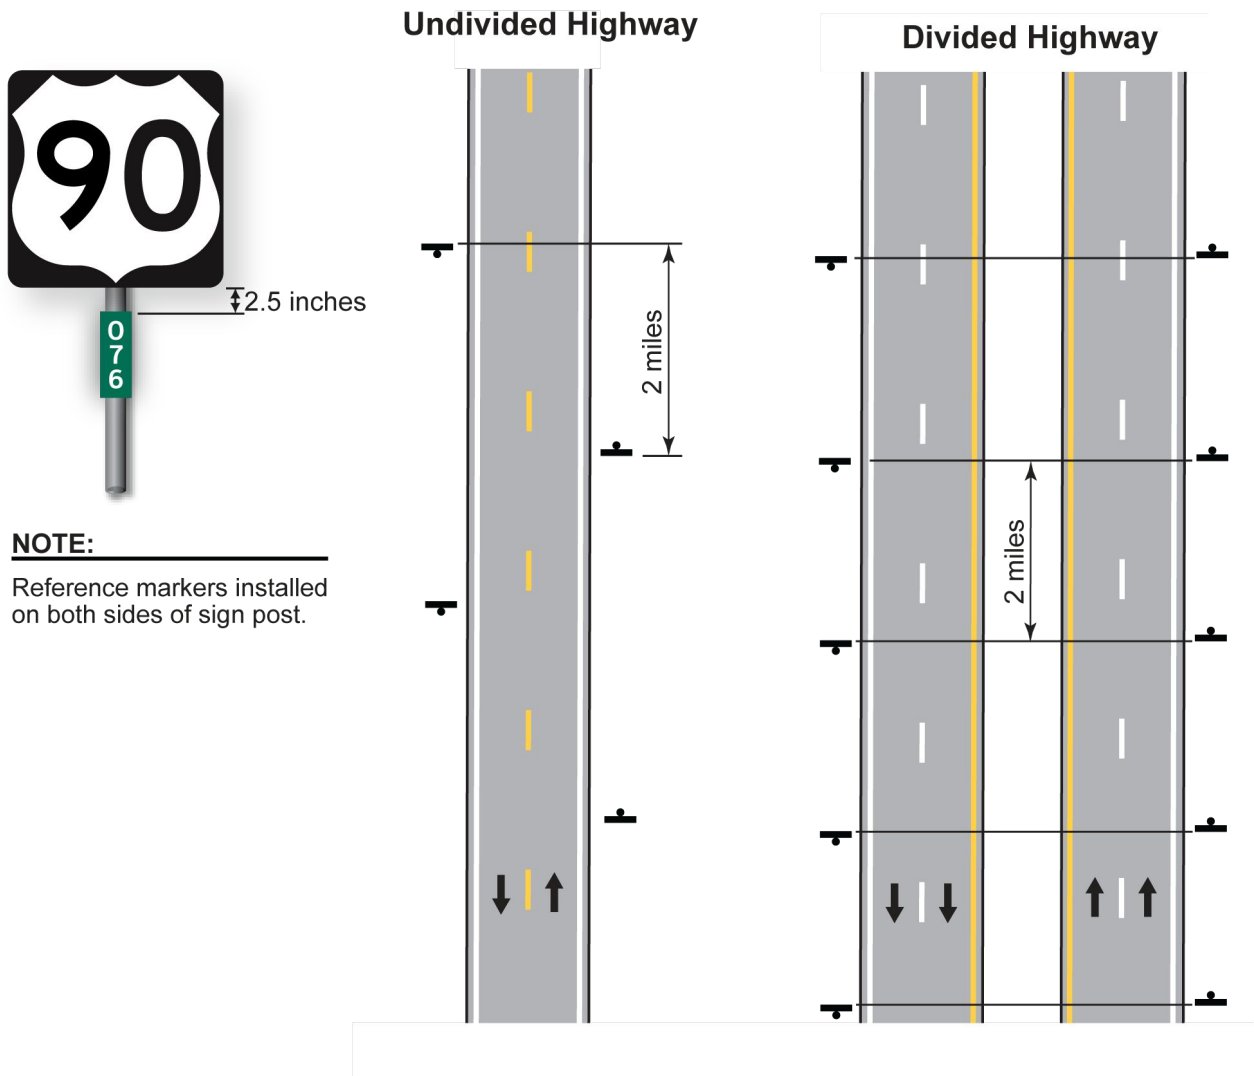 Undivided Highway
Divided Highway
90
2.5 inches
0
7
6
2 miles
2 miles
NOTE:
Reference markers installed
on both sides of sign post.